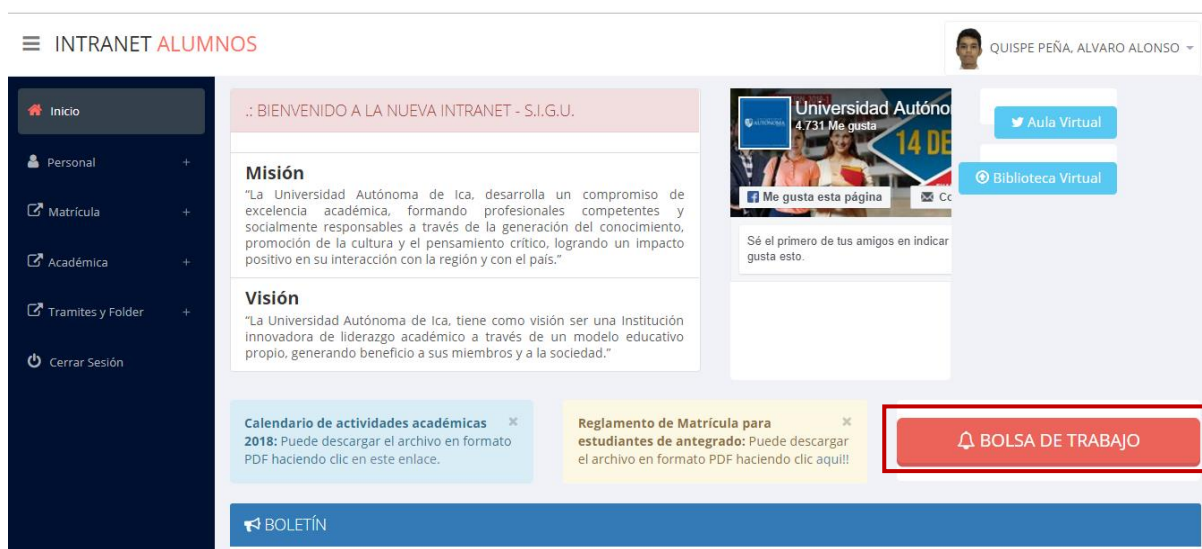 INTRANET ALUMNOS
QUISPE PEÑA, ALVARO ALONSO
Inicio
Personal +
Matrícula +
Académica +
Tramites y Folder +
Cerrar Sesión
.: BIENVENIDO A LA NUEVA INTRANET - S.I.G.U.
Misión
“La Universidad Autónoma de Ica, desarrolla un compromiso de
excelencia académica, formando profesionales competentes y
socialmente responsables a través de la generación del conocimiento,
promoción de la cultura y el pensamiento crítico, logrando un impacto
positivo en su interacción con la región y con el país.”
Visión
“La Universidad Autónoma de Ica, tiene como visión ser una Institución
innovadora de liderazgo académico a través de un modelo educativo
propio, generando beneficio a sus miembros y a la sociedad.”
Universidad Autóno
4.731 Me gusta
AUTÓNOMA
14 DE
Me gusta esta página
Co
Sé el primero de tus amigos en indicar
gusta esto.
Aula Virtual
Biblioteca Virtual
Calendario de actividades académicas ×
2018: Puede descargar el archivo en formato
PDF haciendo clic en este enlace.
Reglamento de Matrícula para ×
estudiantes de antegrado: Puede descargar
el archivo en formato PDF haciendo clic aqui!!
BOLSA DE TRABAJO
BOLETÍN